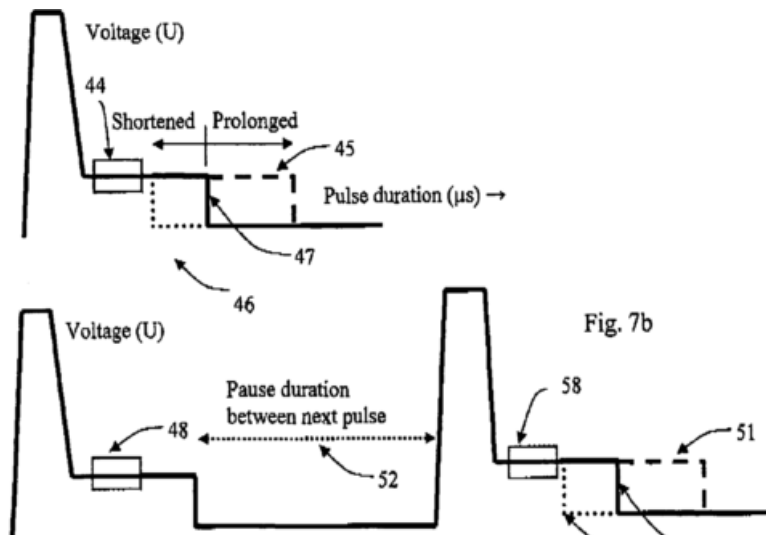 Voltage (U)
44
Shortened Prolonged
45
Pulse duration (µs) →
47
46
Voltage (U)
Fig. 7b
Pause duration
between next pulse
58
48
51
52